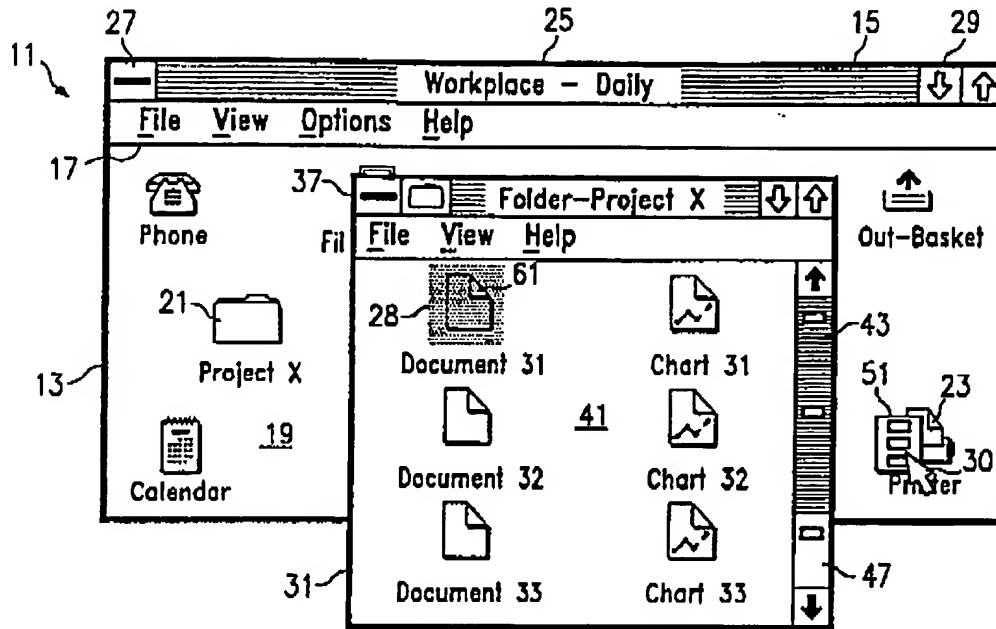 25
27 15 29
11
Workplace – Daily
File View Options Help
17
37
Folder-Project X
Phone
Fil
File View Help
Out-Basket
61
21
28
43
Project X
Document 31 Chart 31
13
51 23
19
41
30
Calendar
Document 32 Chart 32
31
47
Document 33 Chart 33